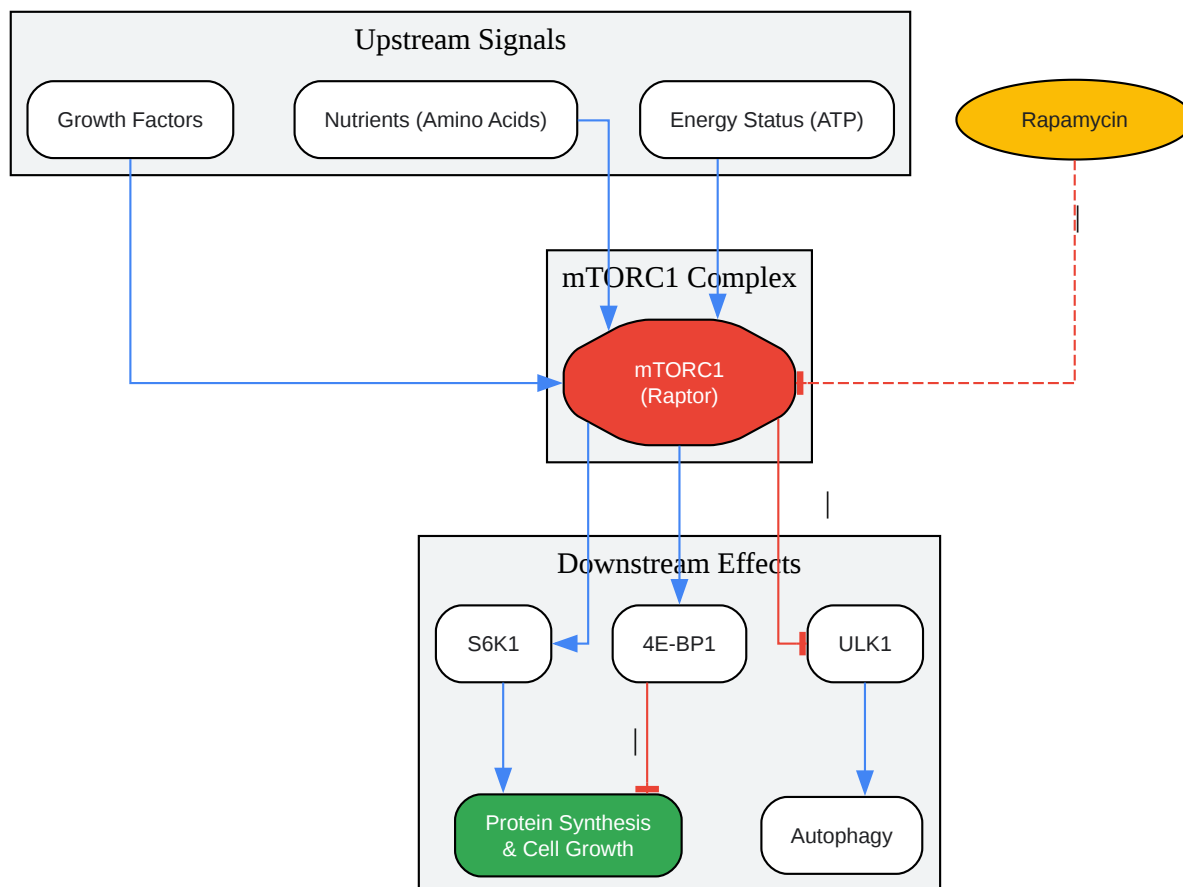 Upstream Signals
Growth Factors
Nutrients (Amino Acids)
Energy Status (ATP)
Rapamycin
|
mTORC1 Complex
mTORC1
(Raptor)
|
Downstream Effects
S6K1
4E-BP1
ULK1
|
Protein Synthesis
& Cell Growth
Autophagy